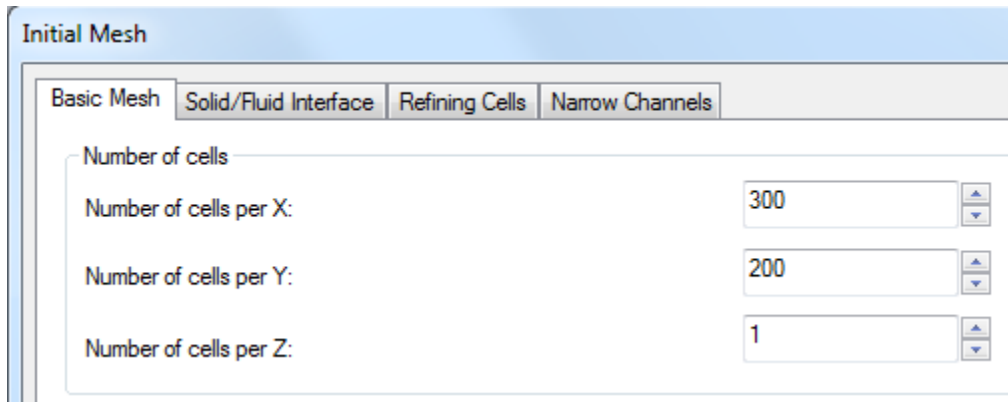 Initial Mesh
Basic Mesh Solid/Fluid Interface Refining Cells Narrow Channels
Number of cells
Number of cells per X: 300
Number of cells per Y: 200
Number of cells per Z: 1